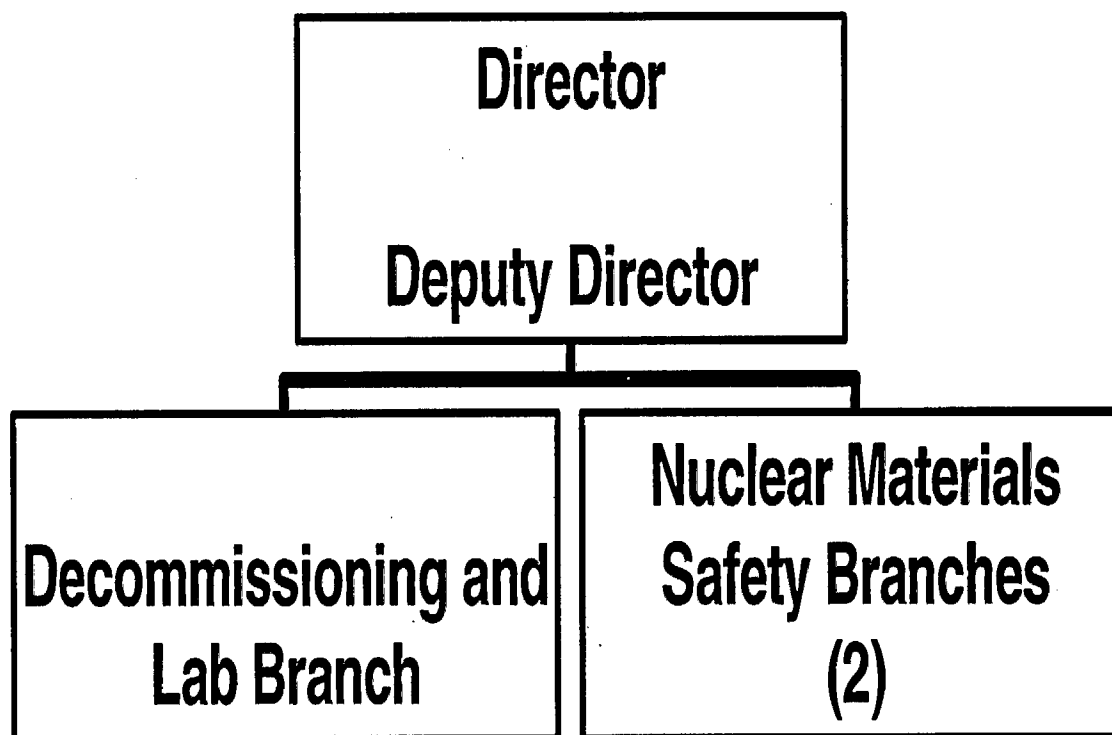 Director
Deputy Director
Decommissioning and
Lab Branch
Nuclear Materials
Safety Branches
(2)